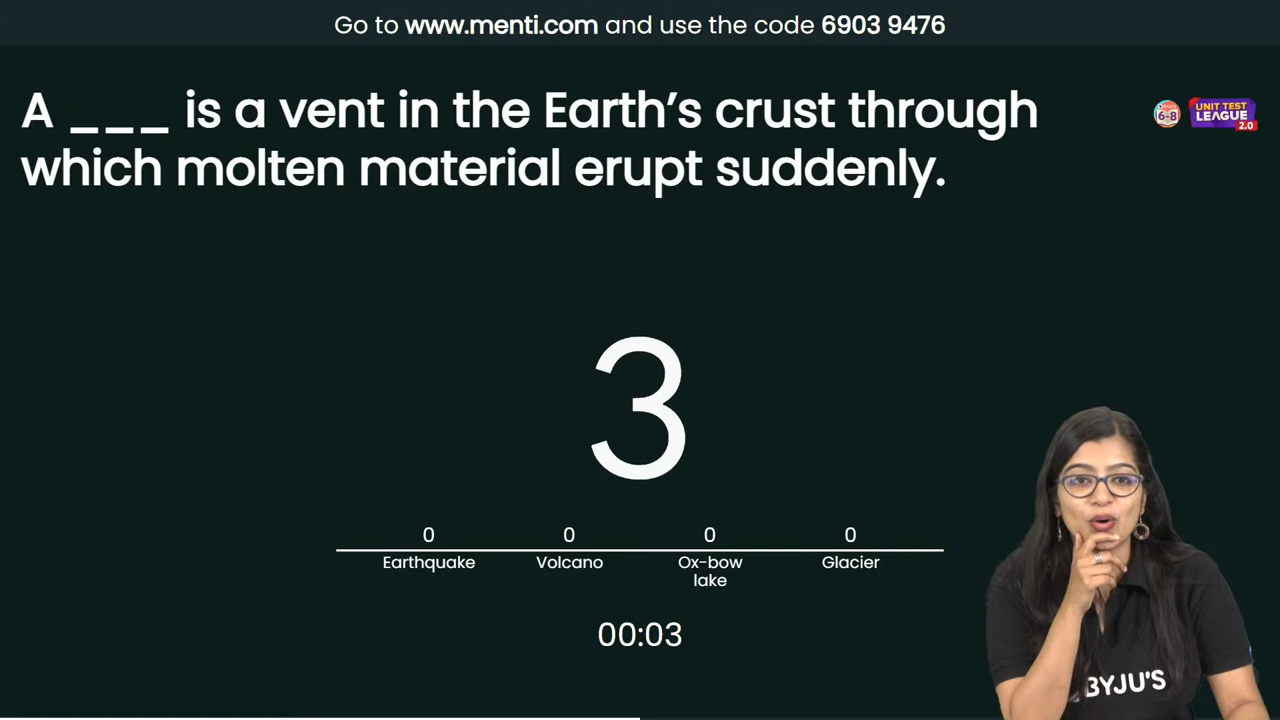 Go to www.menti.com and use the code 6903 9476
A ___ is a vent in the Earth's crust through
which molten material erupt suddenly.
6-8
UNIT TEST
LEAGUE
2.0
3
0 0 0 0
Earthquake Volcano Ox-bow Glacier
lake
00:03
BYJU'S